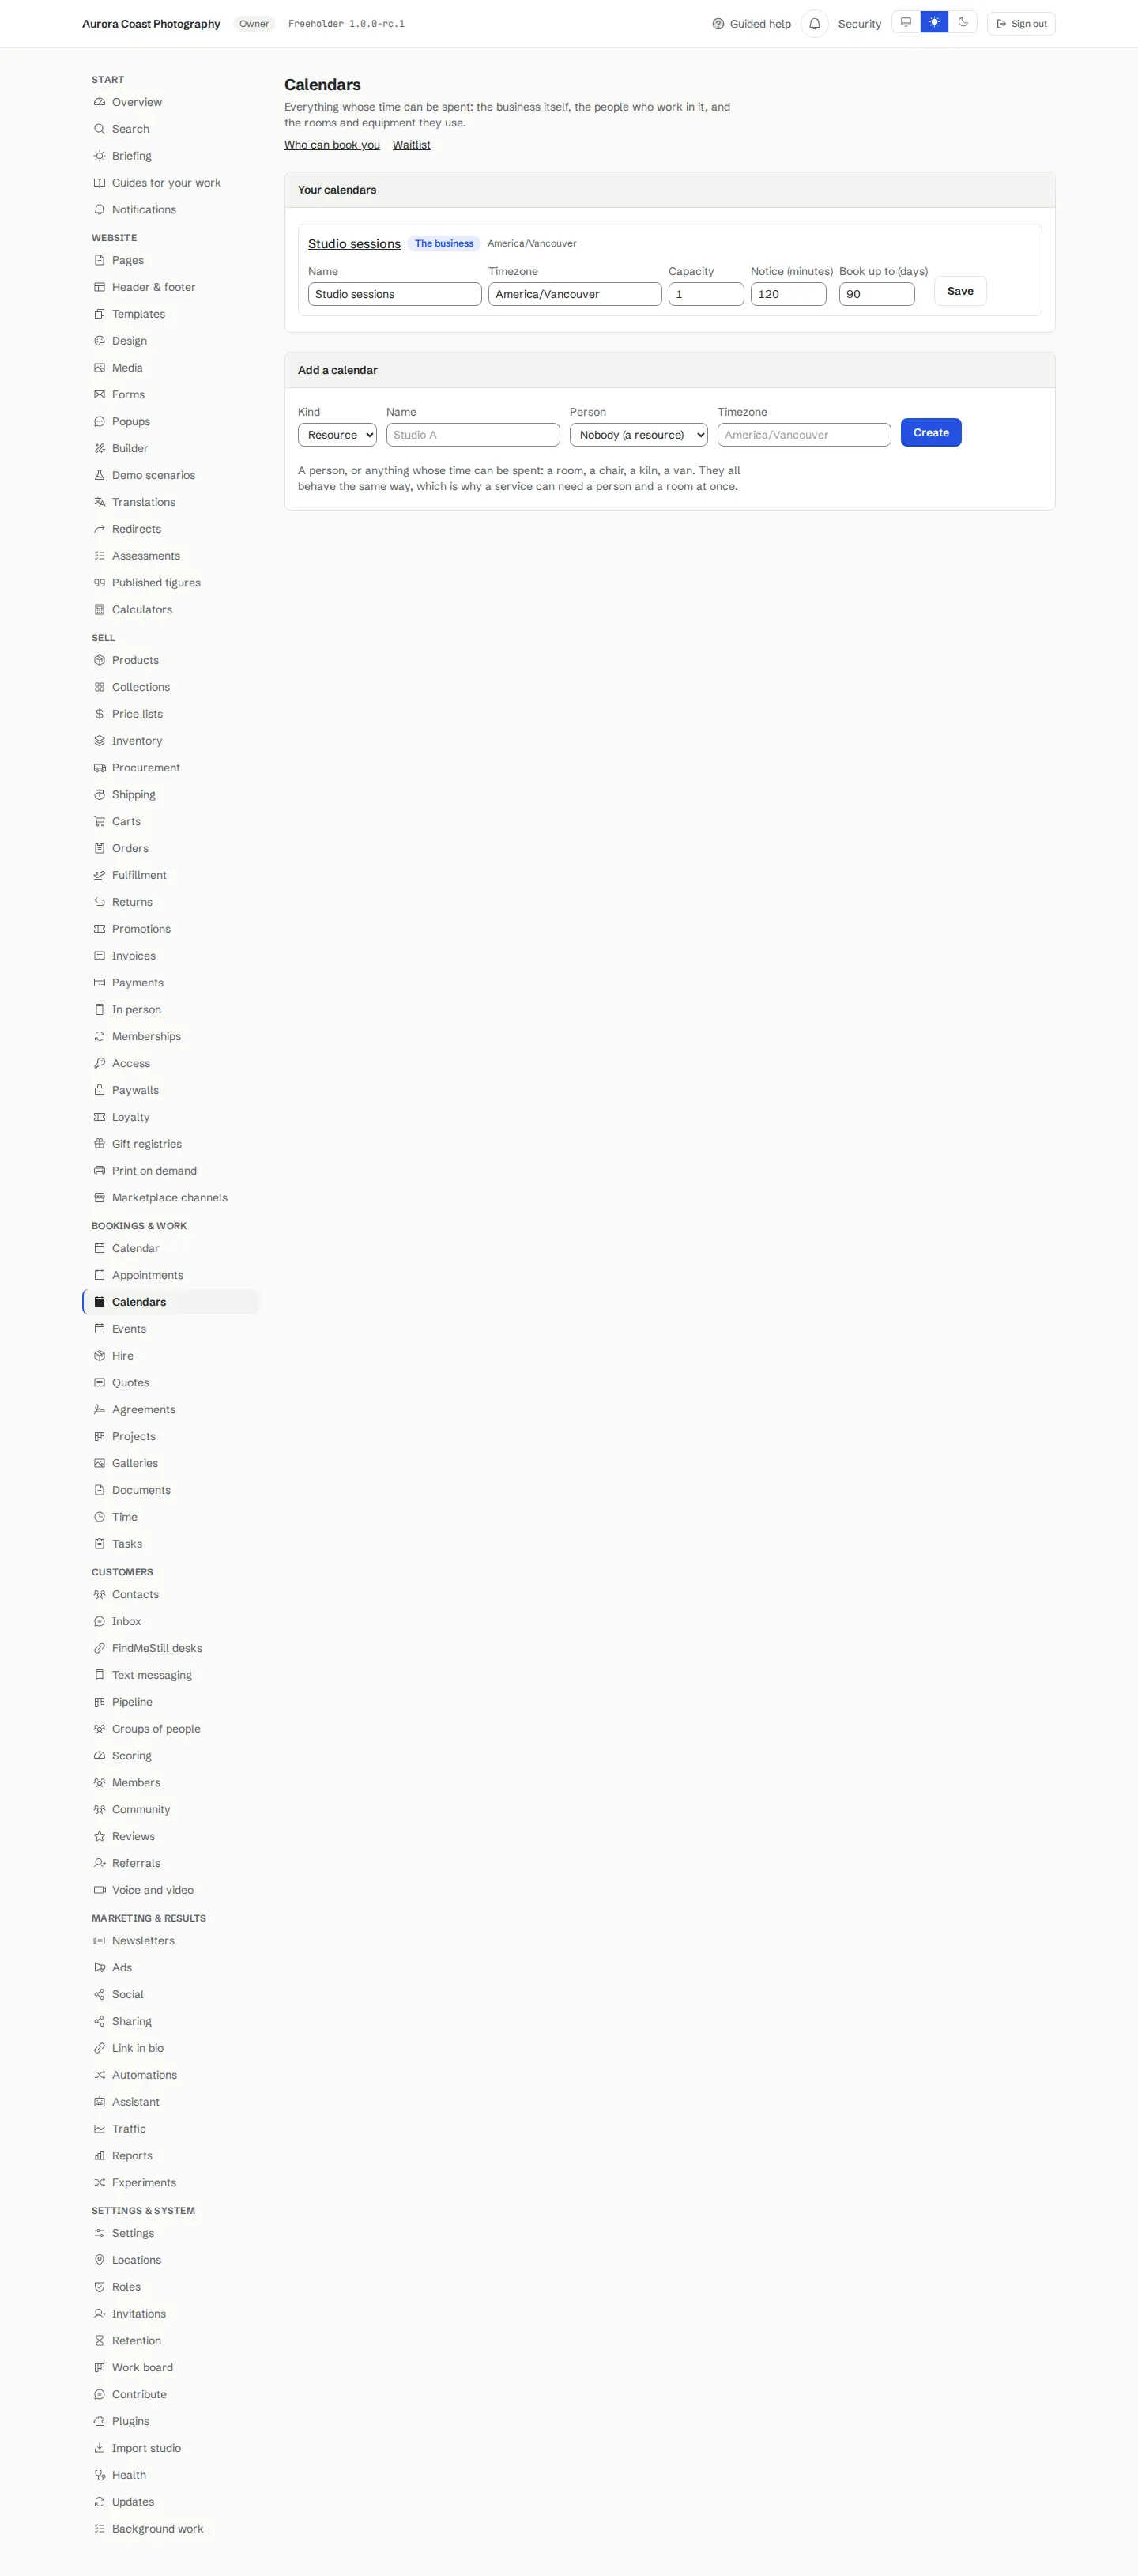 Aurora Coast Photography Owner Freeholder 1.0.0-rc.1 Guided help Security Sign out
START
Overview
Search
Briefing
Guides for your work
Notifications
WEBSITE
Pages
Header & footer
Templates
Design
Media
Forms
Popups
Builder
Demo scenarios
Translations
Redirects
Assessments
Published figures
Calculators
SELL
Products
Collections
Price lists
Inventory
Procurement
Shipping
Carts
Orders
Fulfillment
Returns
Promotions
Invoices
Payments
In person
Memberships
Access
Paywalls
Loyalty
Gift registries
Print on demand
Marketplace channels
BOOKINGS & WORK
Calendar
Appointments
Calendars
Events
Hire
Quotes
Agreements
Projects
Galleries
Documents
Time
Tasks
CUSTOMERS
Contacts
Inbox
FindMeStill desks
Text messaging
Pipeline
Groups of people
Scoring
Members
Community
Reviews
Referrals
Voice and video
MARKETING & RESULTS
Newsletters
Ads
Social
Sharing
Link in bio
Automations
Assistant
Traffic
Reports
Experiments
SETTINGS & SYSTEM
Settings
Locations
Roles
Invitations
Retention
Work board
Contribute
Plugins
Import studio
Health
Updates
Background work
Calendars
Everything whose time can be spent: the business itself, the people who work in it, and
the rooms and equipment they use.
Who can book you Waitlist
Your calendars
Studio sessions The business America/Vancouver
Name Timezone Capacity Notice (minutes) Book up to (days)
Studio sessions America/Vancouver 1 120 90 Save
Add a calendar
Kind Name Person Timezone
Resource Studio A Nobody (a resource) America/Vancouver Create
A person, or anything whose time can be spent: a room, a chair, a kiln, a van. They all
behave the same way, which is why a service can need a person and a room at once.